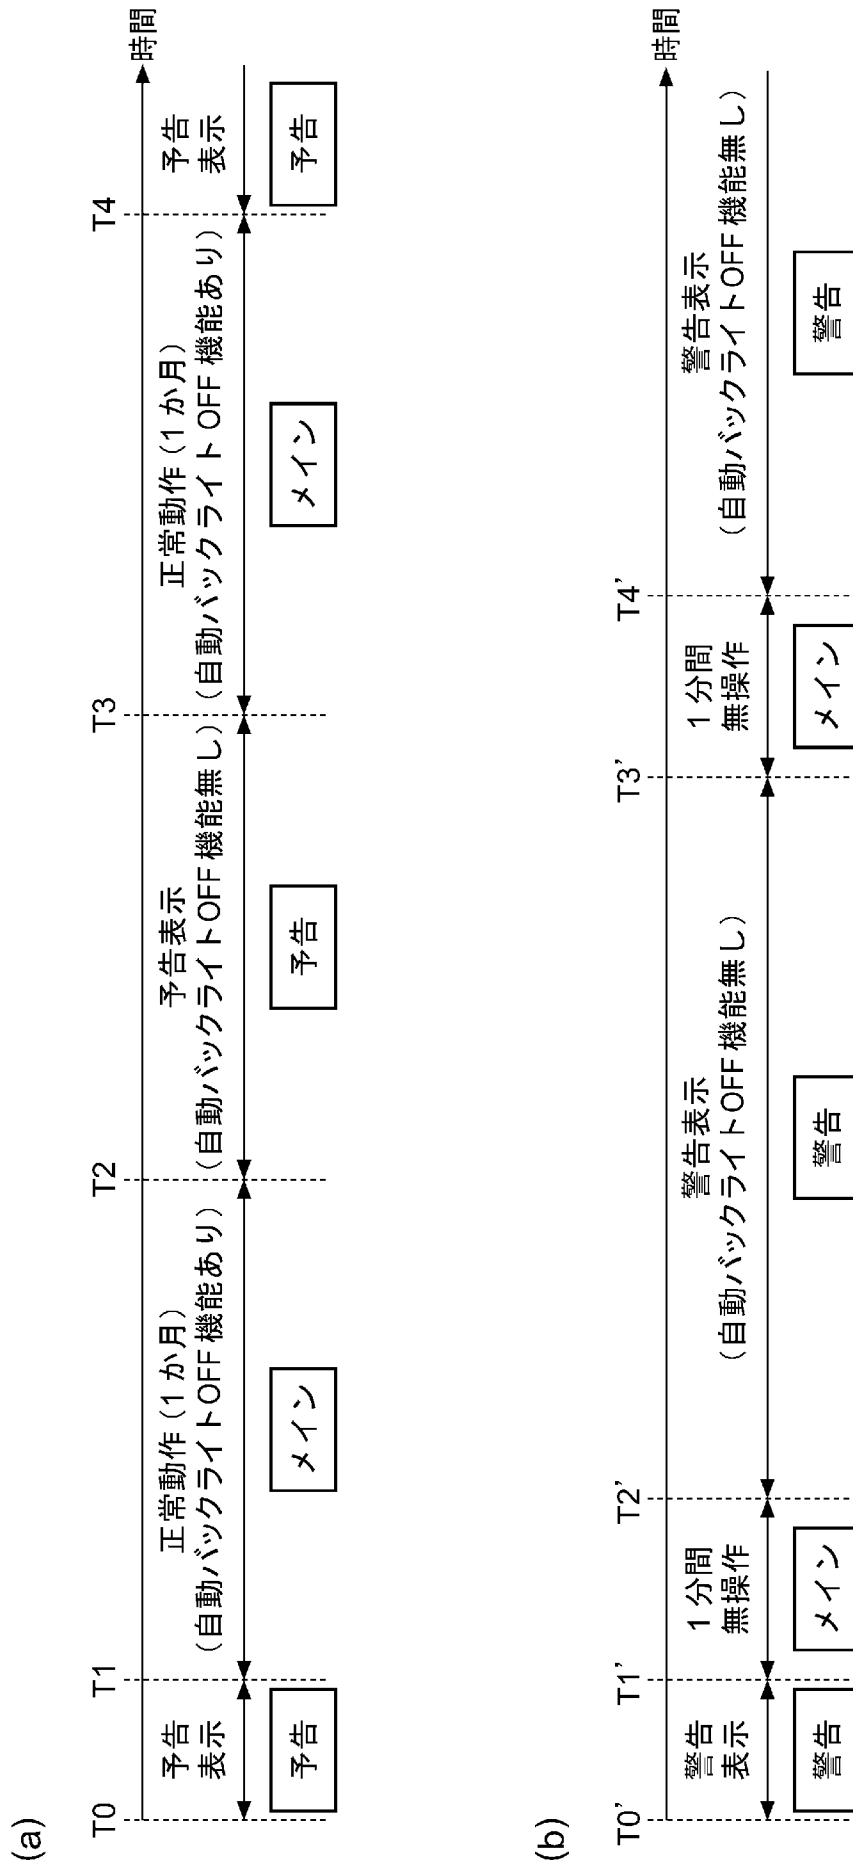 (a)
T0
T1
T2
T3
T4
時間
予告
表示
正常動作(1か月)
(自動バックライトOFF機能あり)
予告表示
(自動バックライトOFF機能無し)
正常動作(1か月)
(自動バックライトOFF機能あり)
予告
表示
予告
メイン
予告
メイン
予告
(b)
T0'
T1'
T2'
T3'
T4'
時間
警告
表示
1分間
無操作
警告表示
(自動バックライトOFF機能無し)
1分間
無操作
警告表示
(自動バックライトOFF機能無し)
警告
メイン
警告
メイン
警告